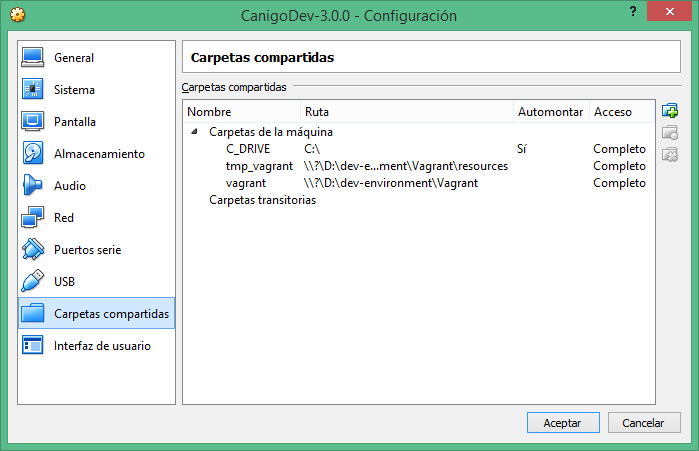 CanigoDev-3.0.0 - Configuración
?
General
Sistema
Pantalla
Almacenamiento
Audio
Red
Puertos serie
USB
Carpetas compartidas
Interfaz de usuario
Carpetas compartidas
Carpetas compartidas
Nombre Ruta Automontar Acceso
Carpetas de la máquina
C_DRIVE C:\ Sí Completo
tmp_vagrant \\?\D:\dev-e...ment\Vagrant\resources Completo
vagrant \\?\D:\dev-environment\Vagrant Completo
Carpetas transitorias
Aceptar Cancelar